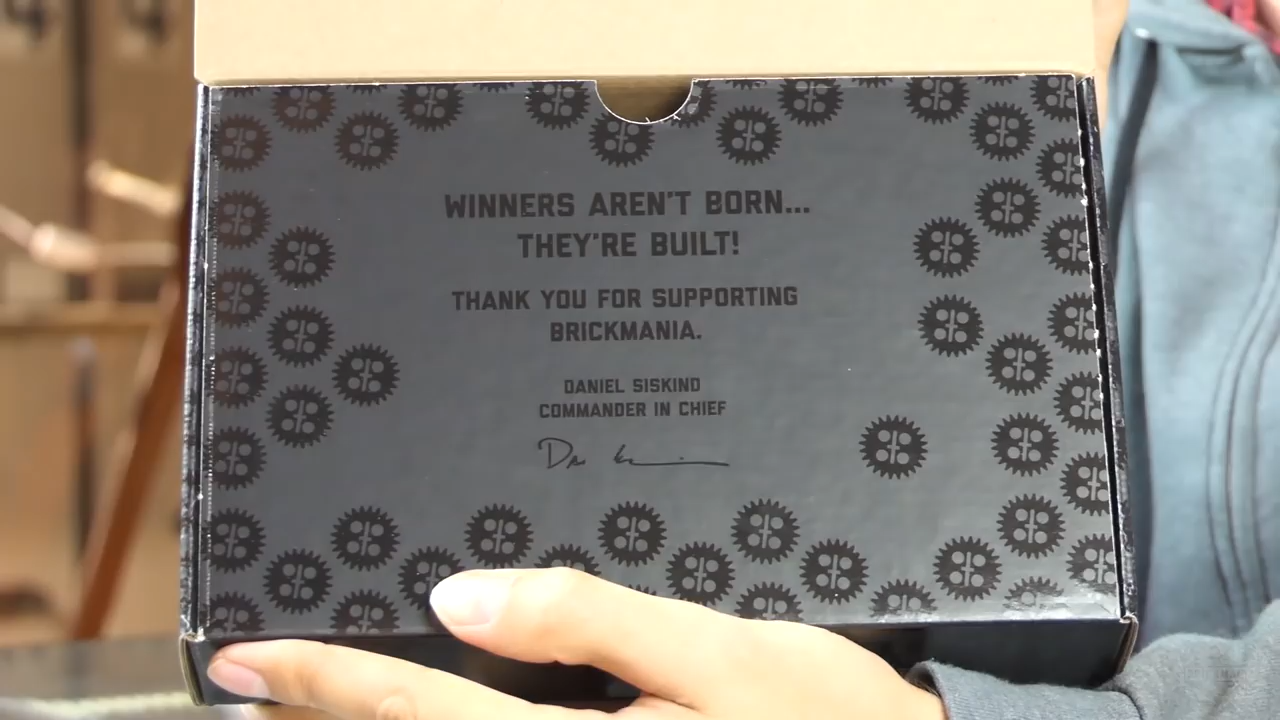 WINNERS AREN'T BORN...
THEY'RE BUILT!
THANK YOU FOR SUPPORTING
BRICKMANIA.
DANIEL SISKIND
COMMANDER IN CHIEF